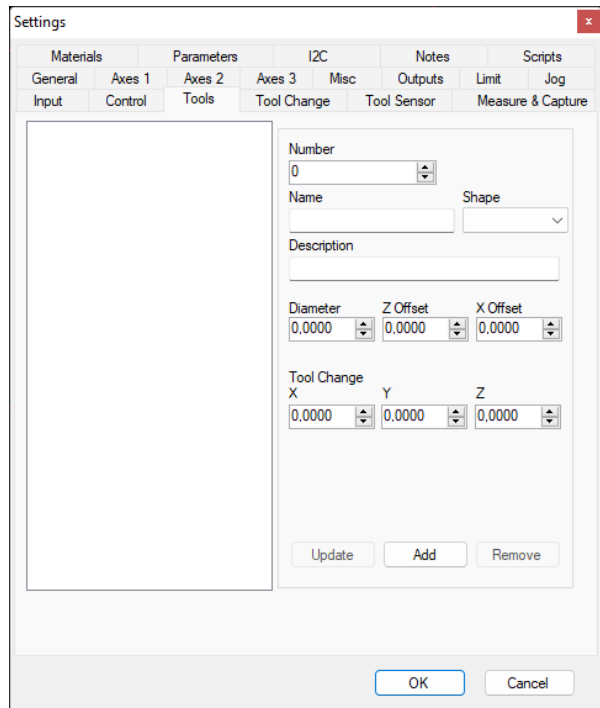 Settings
x
Materials Parameters I2C Notes Scripts
General Axes 1 Axes 2 Axes 3 Misc Outputs Limit Jog
Input Control Tools Tool Change Tool Sensor Measure & Capture
Number
0
Name Shape
Description
Diameter Z Offset X Offset
0,0000 0,0000 0,0000
Tool Change
X Y Z
0,0000 0,0000 0,0000
Update Add Remove
OK Cancel